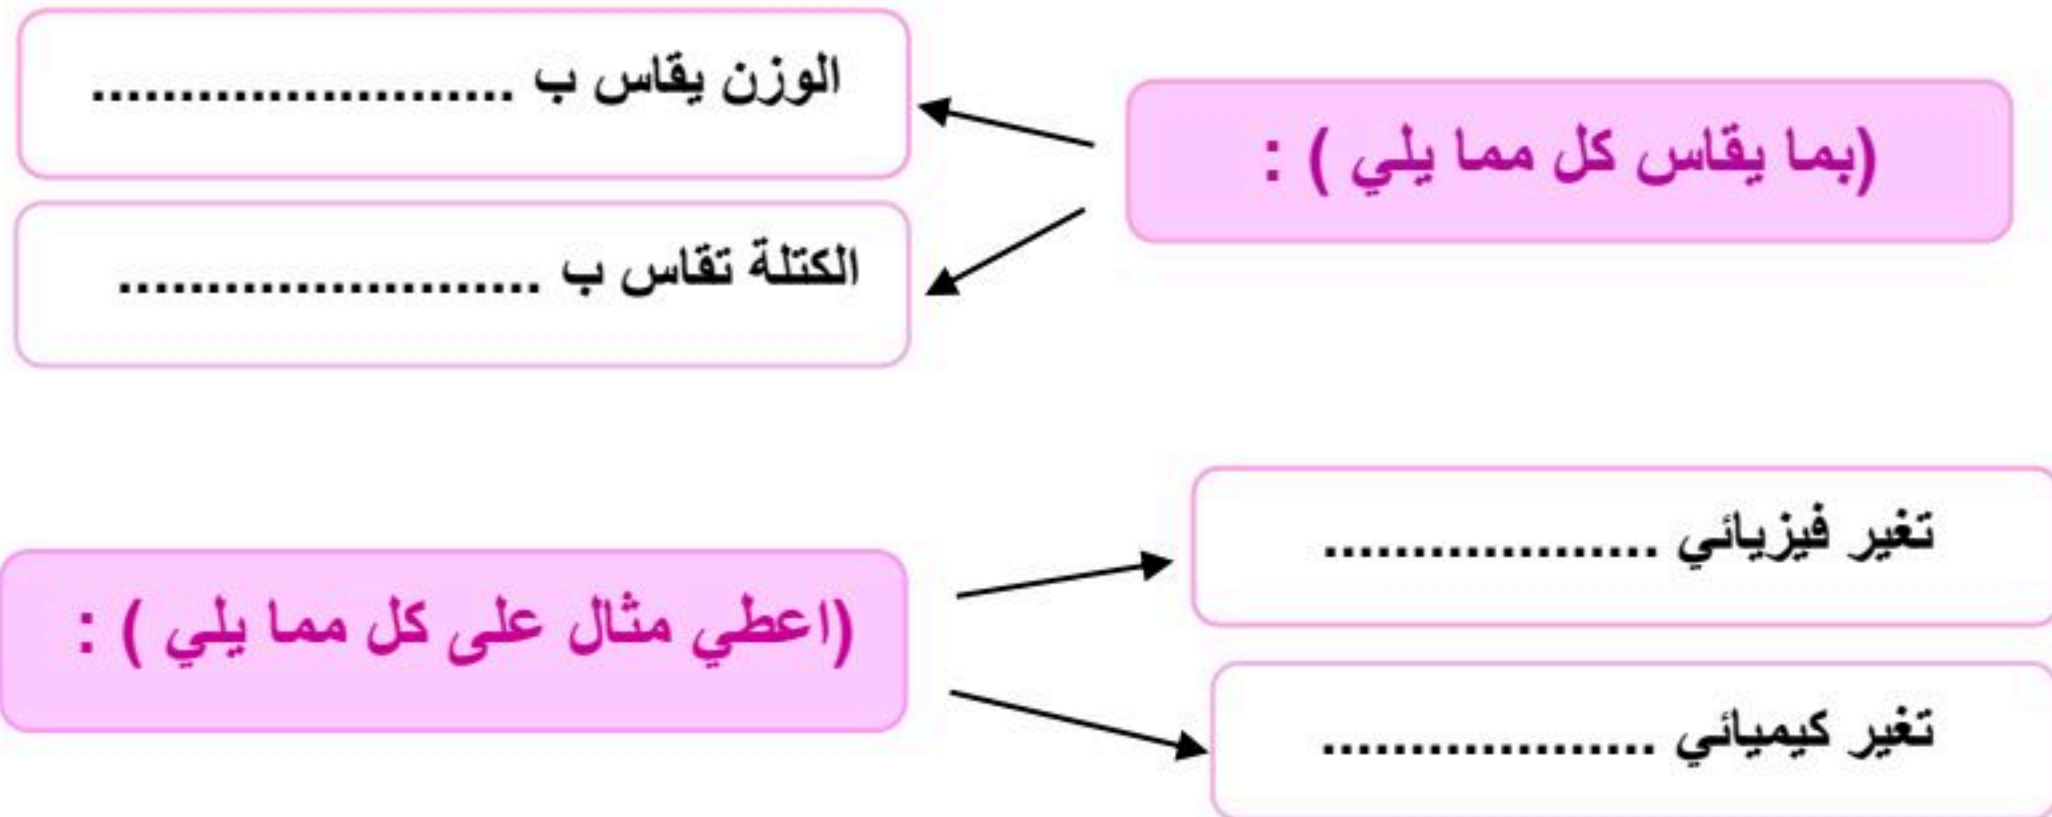 (بما يقاس كل مما يلي ) :
الوزن يقاس ب ........................
الكتلة تقاس ب ........................
(اعطي مثال على كل مما يلي ) :
تغير فيزيائي ...................
تغير كيميائي ...................